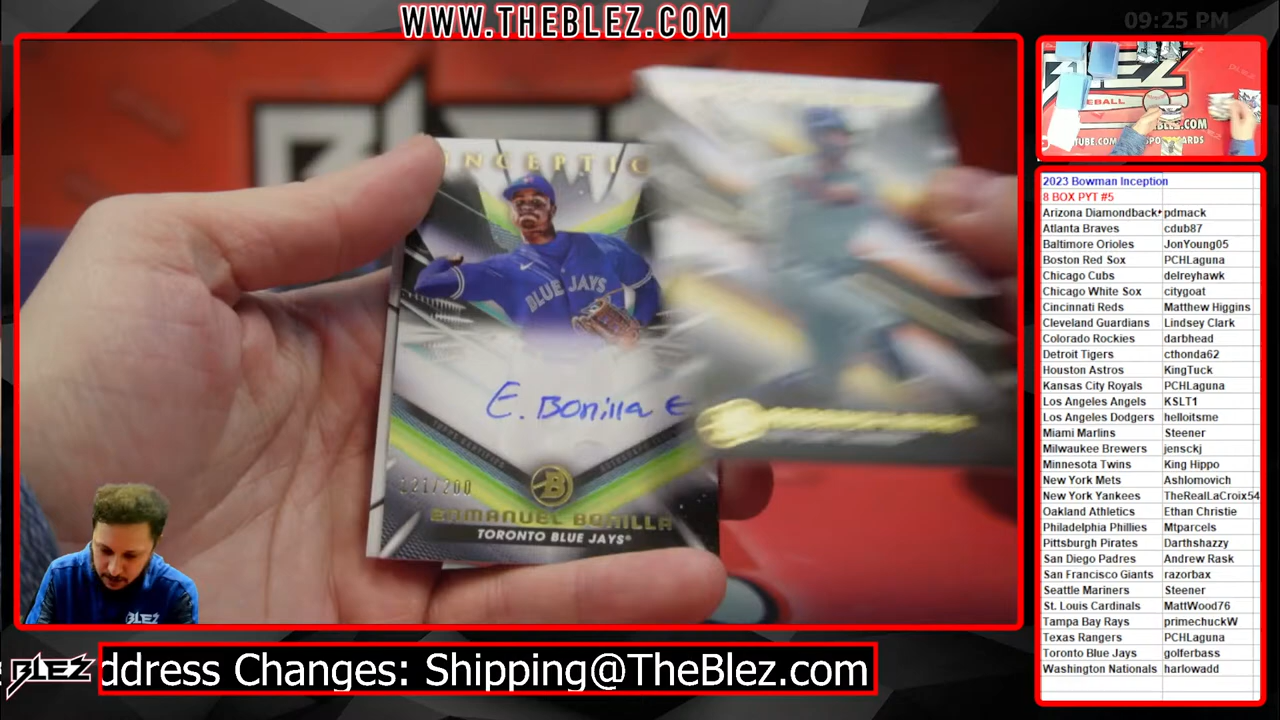 WWW.THEBLEZ.COM
09:25 PM
INCEPTIO
BLUE JAYS
E. Bonilla E
121/200
B
EMMANUEL BONILLA
TORONTO BLUE JAYS
BLEZ
BLEZ
ddress Changes: Shipping@TheBlez.com
BLEZ
EBALL
2023 Bowman Inception
8 BOX PYT #5
Arizona Diamondback pdmack
Atlanta Braves cdub87
Baltimore Orioles JonYoung05
Boston Red Sox PCHLaguna
Chicago Cubs delreyhawk
Chicago White Sox citygoat
Cincinnati Reds Matthew Higgins
Cleveland Guardians Lindsey Clark
Colorado Rockies darbhead
Detroit Tigers cthonda62
Houston Astros KingTuck
Kansas City Royals PCHLaguna
Los Angeles Angels KSLT1
Los Angeles Dodgers helloitsme
Miami Marlins Steener
Milwaukee Brewers jensckj
Minnesota Twins King Hippo
New York Mets Ashlomovich
New York Yankees TheRealLaCroix54
Oakland Athletics Ethan Christie
Philadelphia Phillies Mtparcels
Pittsburgh Pirates Darthshazzy
San Diego Padres Andrew Rask
San Francisco Giants razorbax
Seattle Mariners Steener
St. Louis Cardinals MattWood76
Tampa Bay Rays primechuckW
Texas Rangers PCHLaguna
Toronto Blue Jays golferbass
Washington Nationals harlowadd